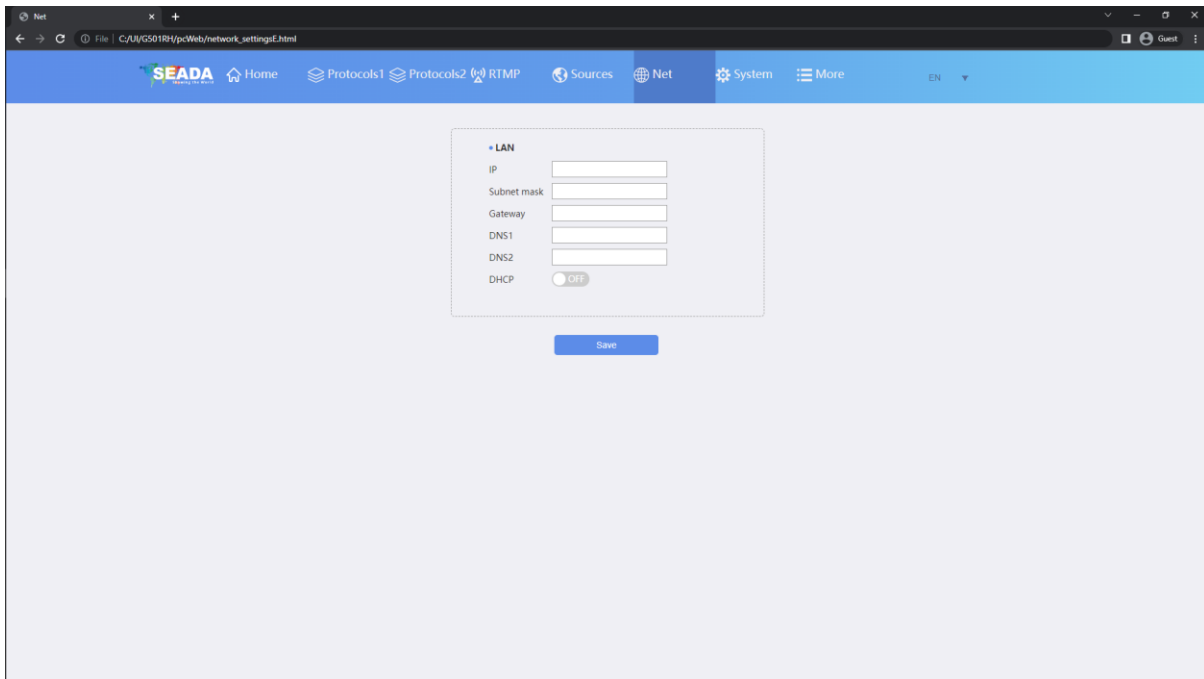 Net
File C:/UI/G501RH/pcWeb/network_settingsE.html Guest
SEADA Home Protocols1 Protocols2 RTMP Sources Net System More EN
LAN
IP
Subnet mask
Gateway
DNS1
DNS2
DHCP OFF
Save